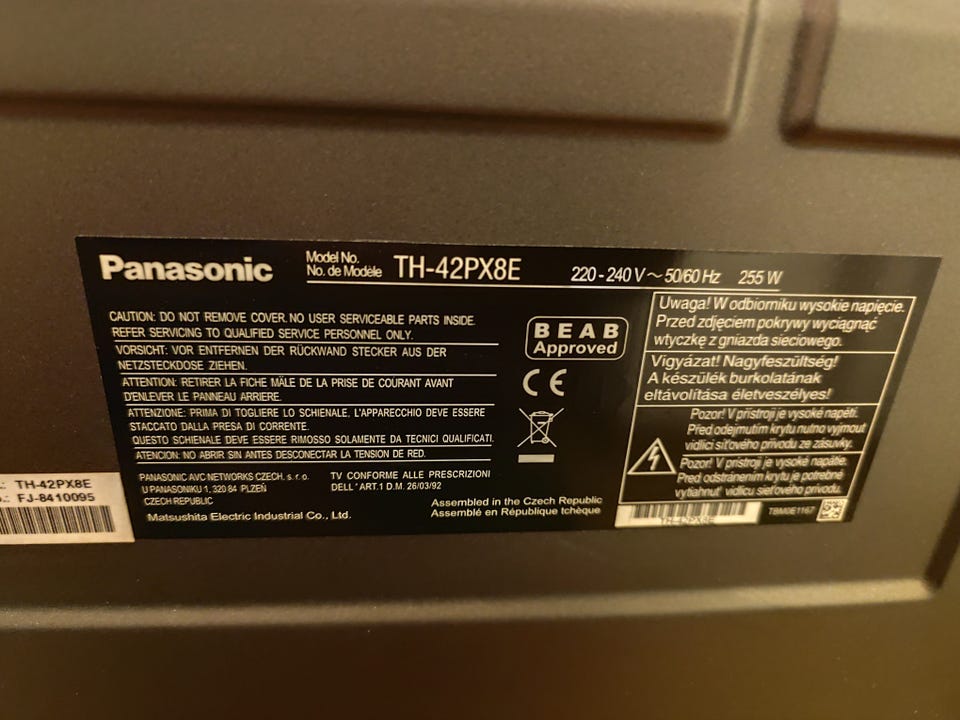 Panasonic
Model No.
No. de Modèle
TH-42PX8E
220 - 240 V ~ 50/60 Hz 255 W
CAUTION: DO NOT REMOVE COVER. NO USER SERVICEABLE PARTS INSIDE.
REFER SERVICING TO QUALIFIED SERVICE PERSONNEL ONLY.
VORSICHT: VOR ENTFERNEN DER RÜCKWAND STECKER AUS DER
NETZSTECKDOSE ZIEHEN.
ATTENTION: RETIRER LA FICHE MÂLE DE LA PRISE DE COURANT AVANT
D'ENLEVER LE PANNEAU ARRIERE.
ATTENZIONE: PRIMA DI TOGLIERE LO SCHIENALE, L'APPARECCHIO DEVE ESSERE
STACCATO DALLA PRESA DI CORRENTE.
QUESTO SCHIENALE DEVE ESSERE RIMOSSO SOLAMENTE DA TECNICI QUALIFICATI.
ATENCION: NO ABRIR SIN ANTES DESCONECTAR LA TENSION DE RED.
PANASONIC AVC NETWORKS CZECH, s. r. o.
U PANASONIKU 1, 320 84 PLZEŇ
CZECH REPUBLIC
TV CONFORME ALLE PRESCRIZIONI
DELL 'ART.1 D.M. 26/03/92
Matsushita Electric Industrial Co., Ltd.
Assembled in the Czech Republic
Assemblé en République tchèque
BEAB
Approved
CE
Uwaga! W odbiorniku wysokie napięcie.
Przed zdjęciem pokrywy wyciągnąć
wtyczkę z gniazda sieciowego.
Vigyázat! Nagyfeszültség!
A készülék burkolatának
eltávolítása életveszélyes!
Pozor! V přístroji je vysoké napětí.
Před odejmutím krytu nutno vyjmout
vidlici síťového přívodu ze zásuvky.
Pozor! V prístroji je vysoké napätie.
Pred odstránením krytu je potrebné
vytiahnuť vidlicu sieťového prívodu.
TH-42PX8E
TBM0E1167
TH-42PX8E
FJ-8410095